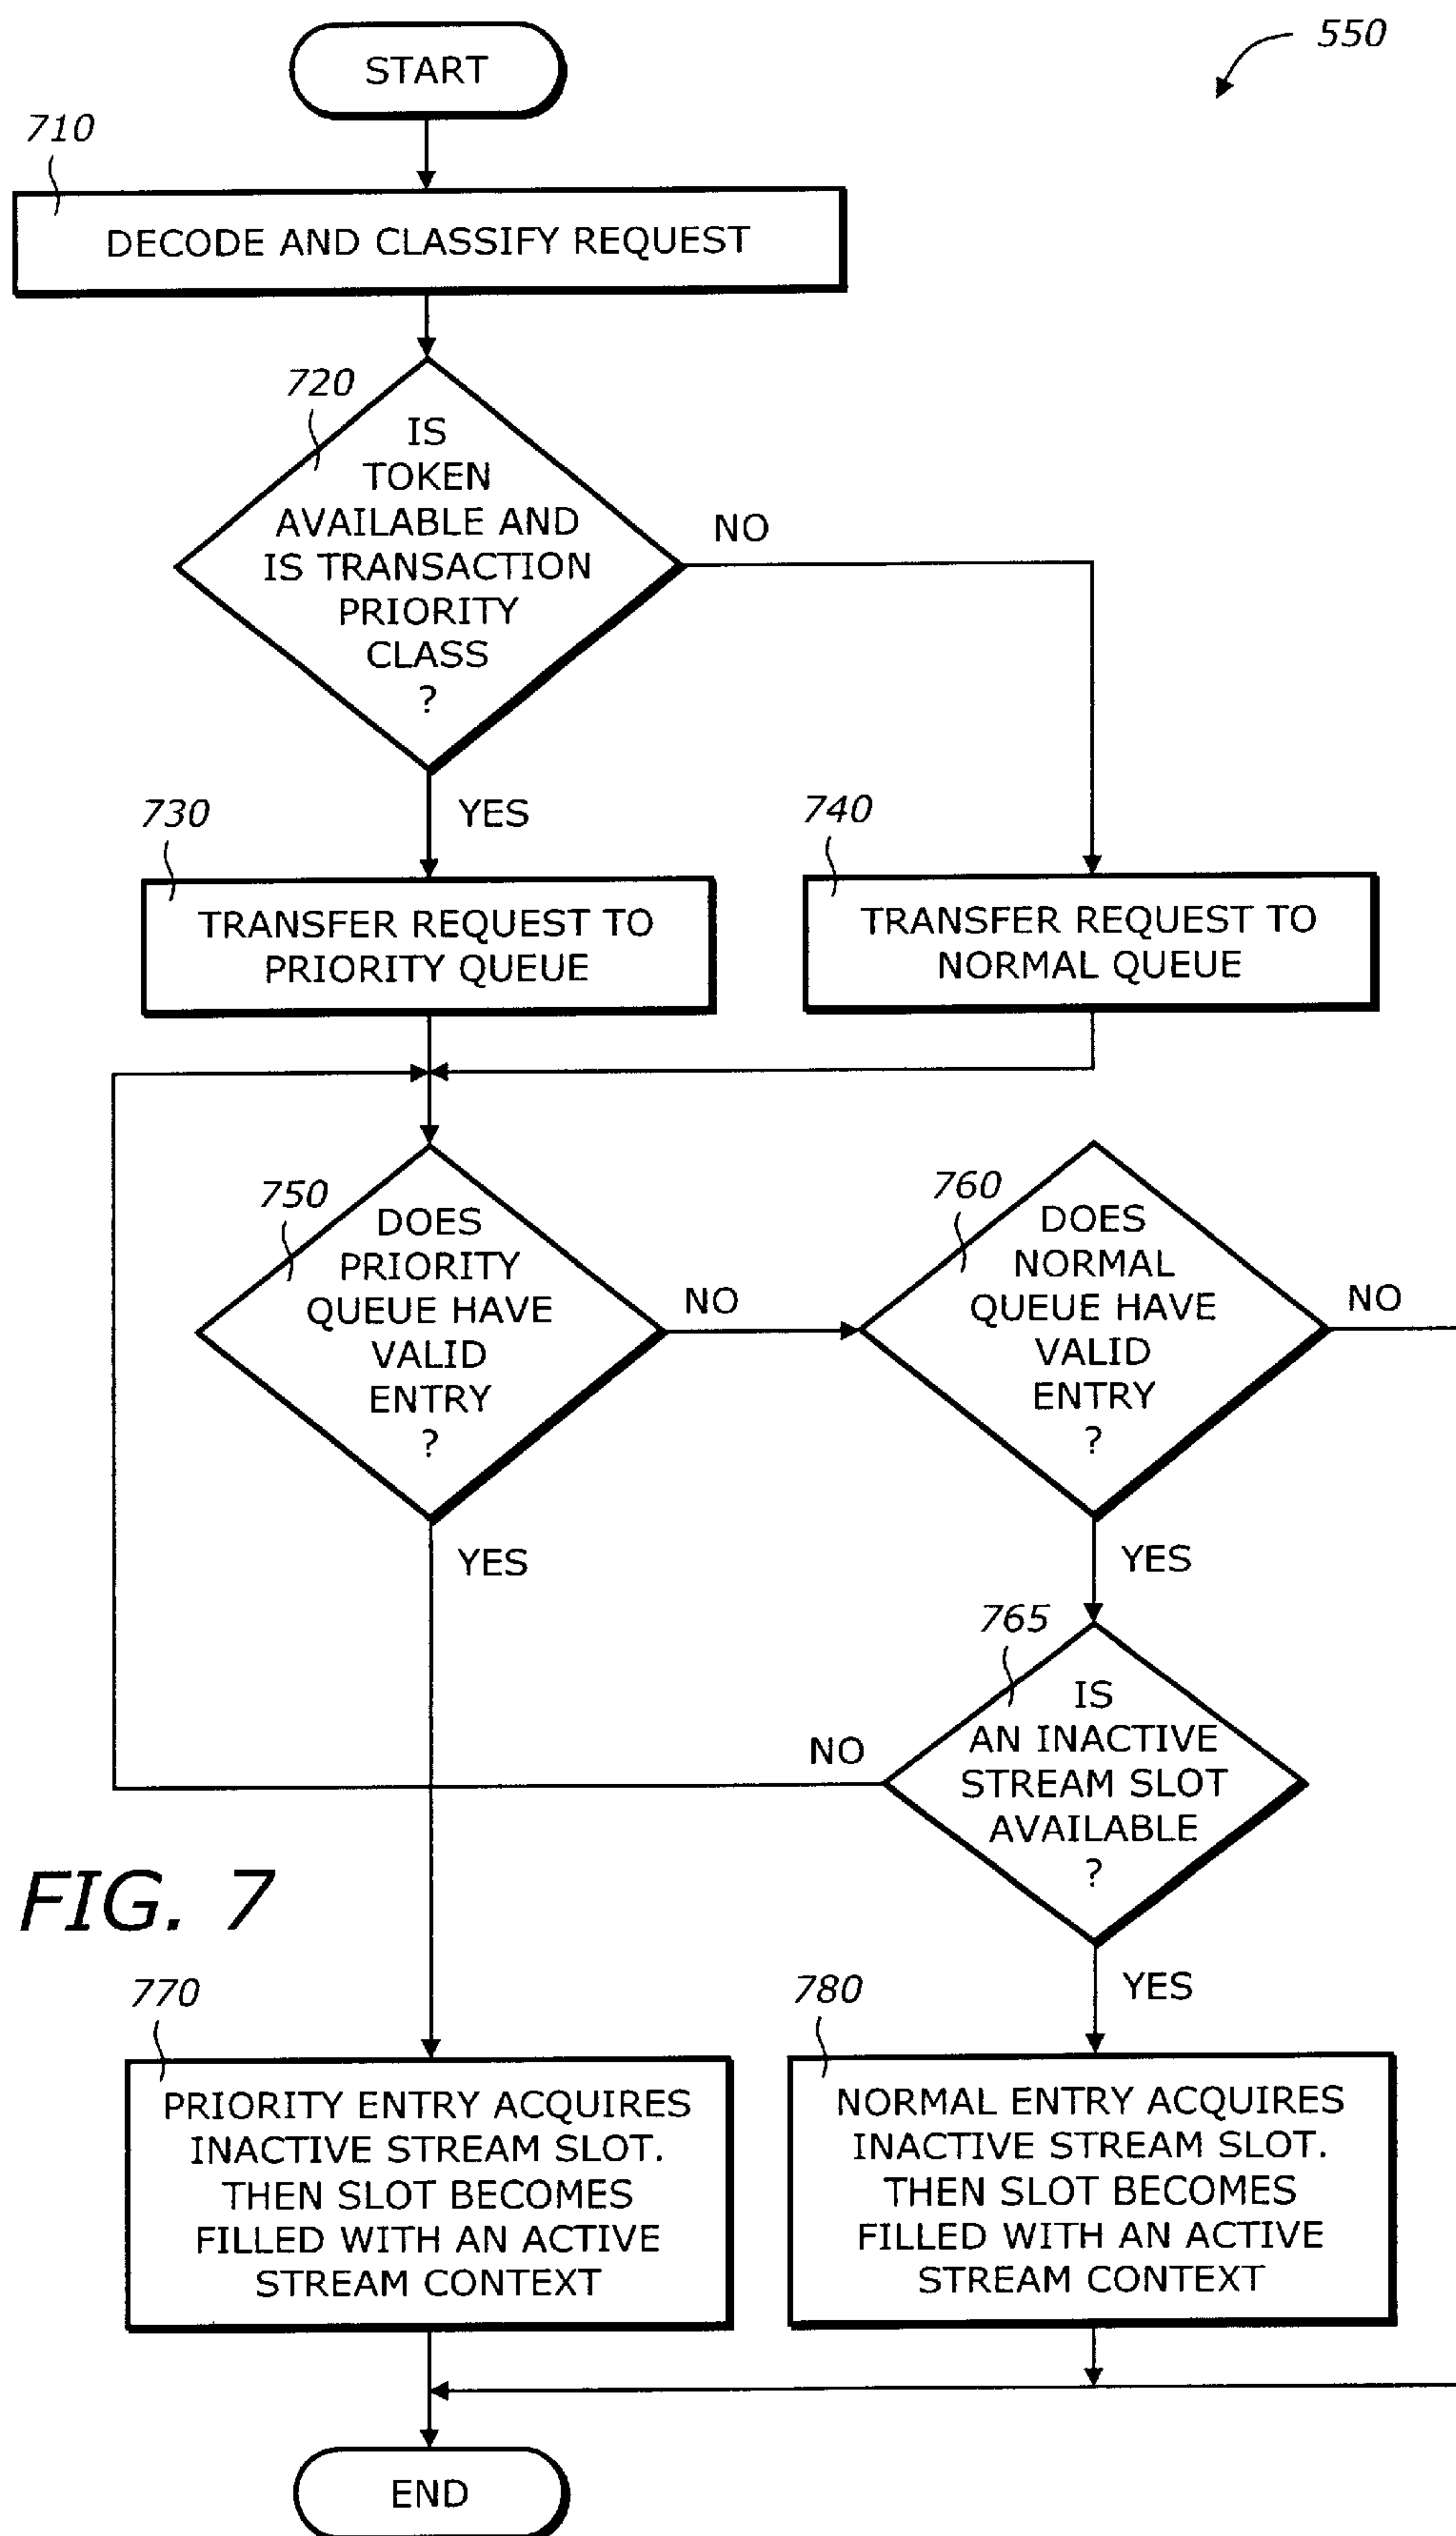 START
550
710
DECODE AND CLASSIFY REQUEST
720
IS
TOKEN
AVAILABLE AND
IS TRANSACTION
PRIORITY
CLASS
?
NO
YES
730
TRANSFER REQUEST TO
PRIORITY QUEUE
740
TRANSFER REQUEST TO
NORMAL QUEUE
750
DOES
PRIORITY
QUEUE HAVE
VALID
ENTRY
?
NO
YES
760
DOES
NORMAL
QUEUE HAVE
VALID
ENTRY
?
NO
YES
765
IS
AN INACTIVE
STREAM SLOT
AVAILABLE
?
NO
YES
FIG. 7
770
PRIORITY ENTRY ACQUIRES
INACTIVE STREAM SLOT.
THEN SLOT BECOMES
FILLED WITH AN ACTIVE
STREAM CONTEXT
780
NORMAL ENTRY ACQUIRES
INACTIVE STREAM SLOT.
THEN SLOT BECOMES
FILLED WITH AN ACTIVE
STREAM CONTEXT
END